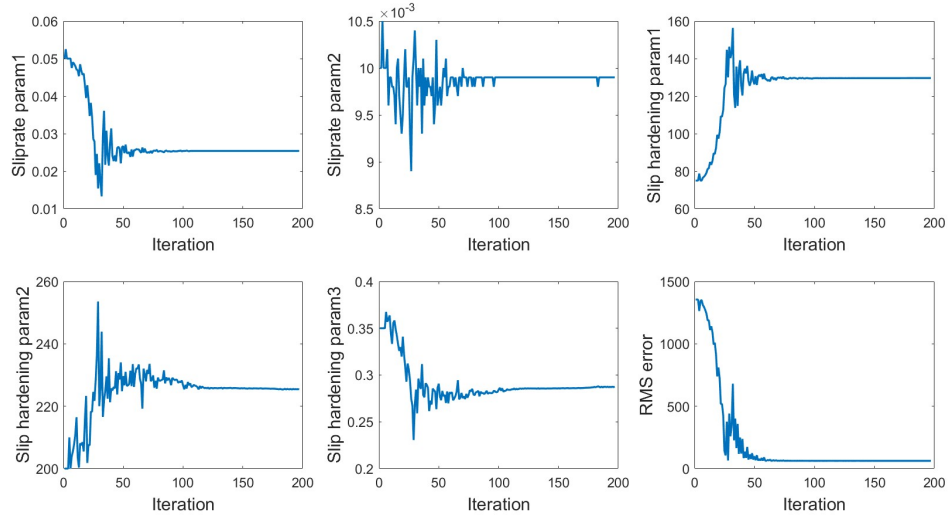 0.06
0.05
0.04
0.03
0.02
0.01
Sliprate param1
0 50 100 150 200
Iteration
10.5 ×10⁻³
10
9.5
9
8.5
Sliprate param2
0 50 100 150 200
Iteration
160
140
120
100
80
60
Slip hardening param1
0 50 100 150 200
Iteration
260
240
220
200
Slip hardening param2
0 50 100 150 200
Iteration
0.4
0.35
0.3
0.25
0.2
Slip hardening param3
0 50 100 150 200
Iteration
1500
1000
500
0
RMS error
0 50 100 150 200
Iteration